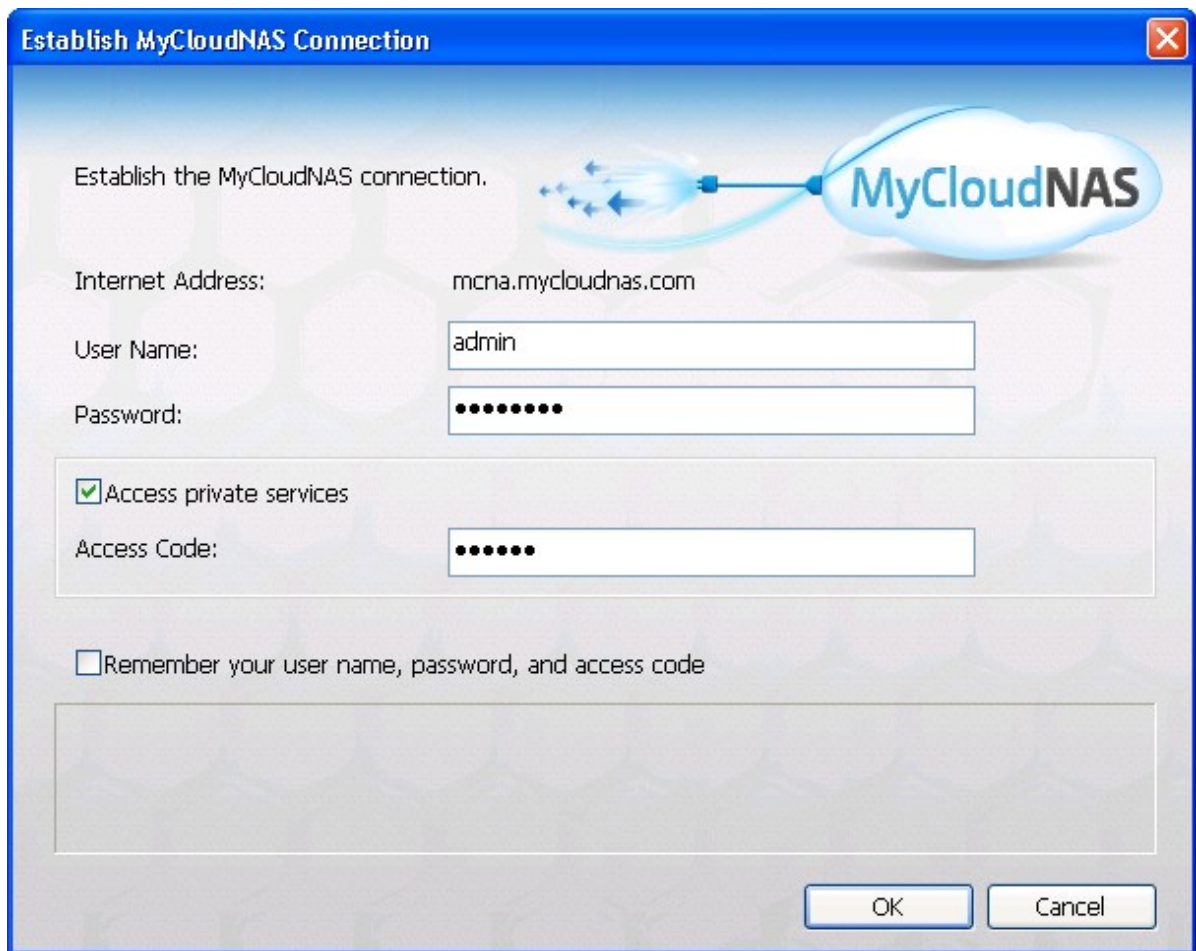 Establish MyCloudNAS Connection
Establish the MyCloudNAS connection.
MyCloudNAS
Internet Address: mcna.mycloudnas.com
User Name: admin
Password: ••••••••
Access private services
Access Code: ••••••
Remember your user name, password, and access code
OK Cancel